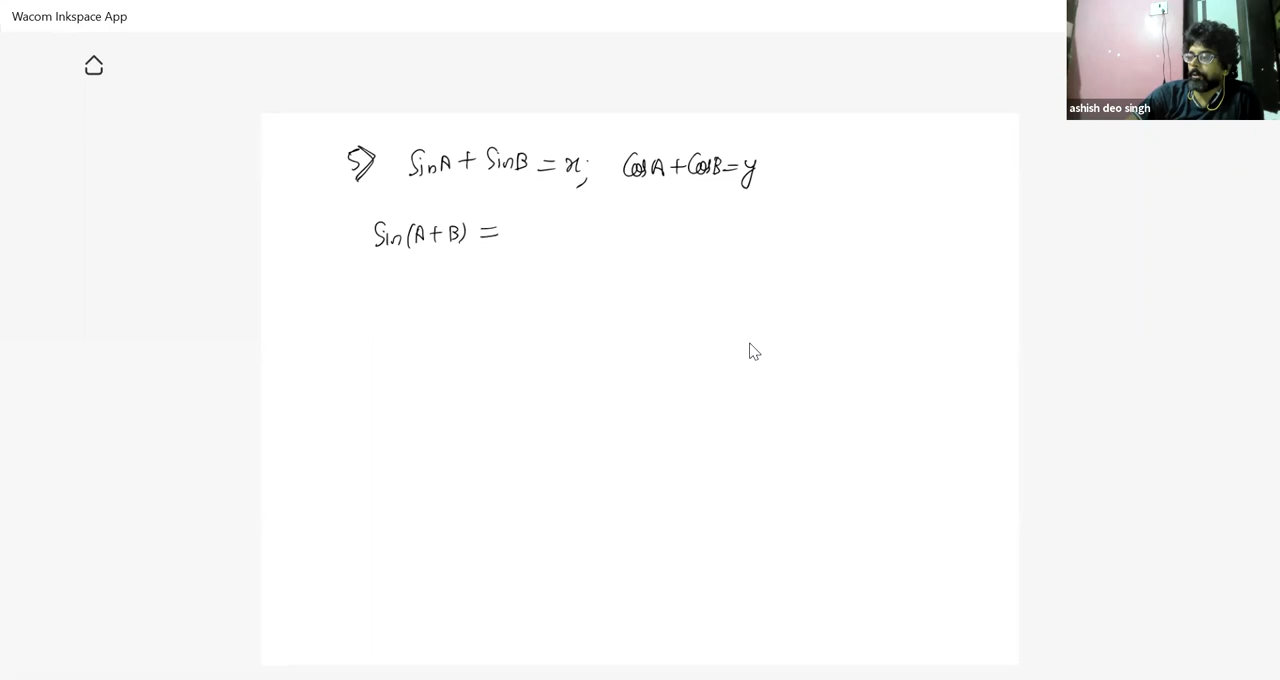 Wacom Inkspace App
ashish deo singh
5) SinA + SinB = x; CosA + CosB = y
Sin(A+B) =